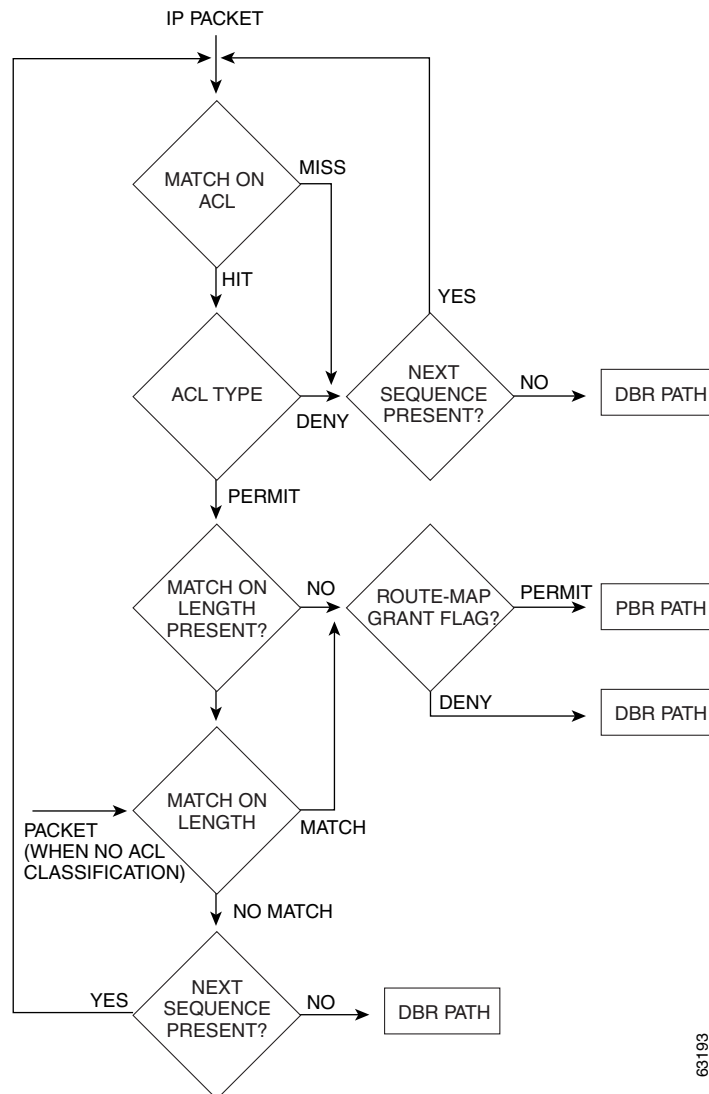 IP PACKET
MATCH ON
ACL
MISS
HIT
YES
ACL TYPE
DENY
NEXT
SEQUENCE
PRESENT?
NO
DBR PATH
PERMIT
MATCH ON
LENGTH
PRESENT?
NO
ROUTE-MAP
GRANT FLAG?
PERMIT
PBR PATH
DENY
DBR PATH
MATCH ON
LENGTH
MATCH
PACKET
(WHEN NO ACL
CLASSIFICATION)
NO MATCH
YES
NEXT
SEQUENCE
PRESENT?
NO
DBR PATH
63193